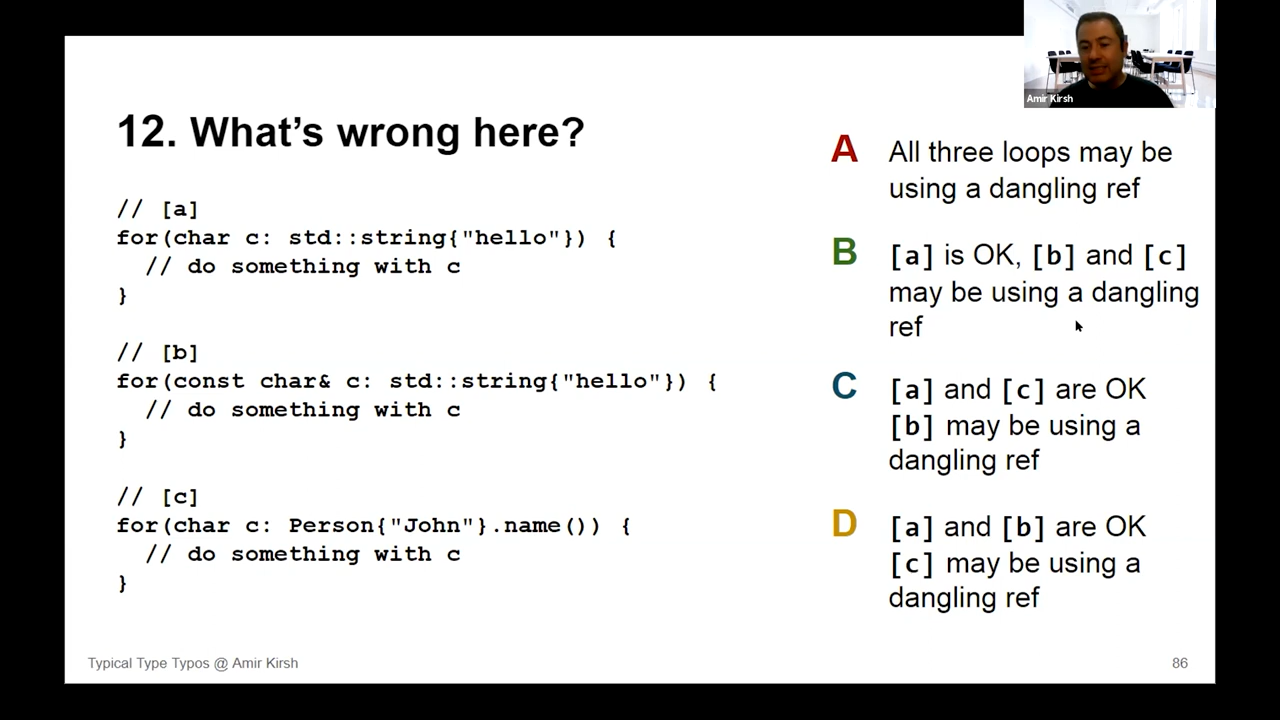 Amir Kirsh
12. What's wrong here?
// [a]
for(char c: std::string{"hello"}) {
  // do something with c
}
// [b]
for(const char& c: std::string{"hello"}) {
  // do something with c
}
// [c]
for(char c: Person{"John"}.name()) {
  // do something with c
}
A All three loops may be
using a dangling ref
B [a] is OK, [b] and [c]
may be using a dangling
ref
C [a] and [c] are OK
[b] may be using a
dangling ref
D [a] and [b] are OK
[c] may be using a
dangling ref
Typical Type Typos @ Amir Kirsh
86